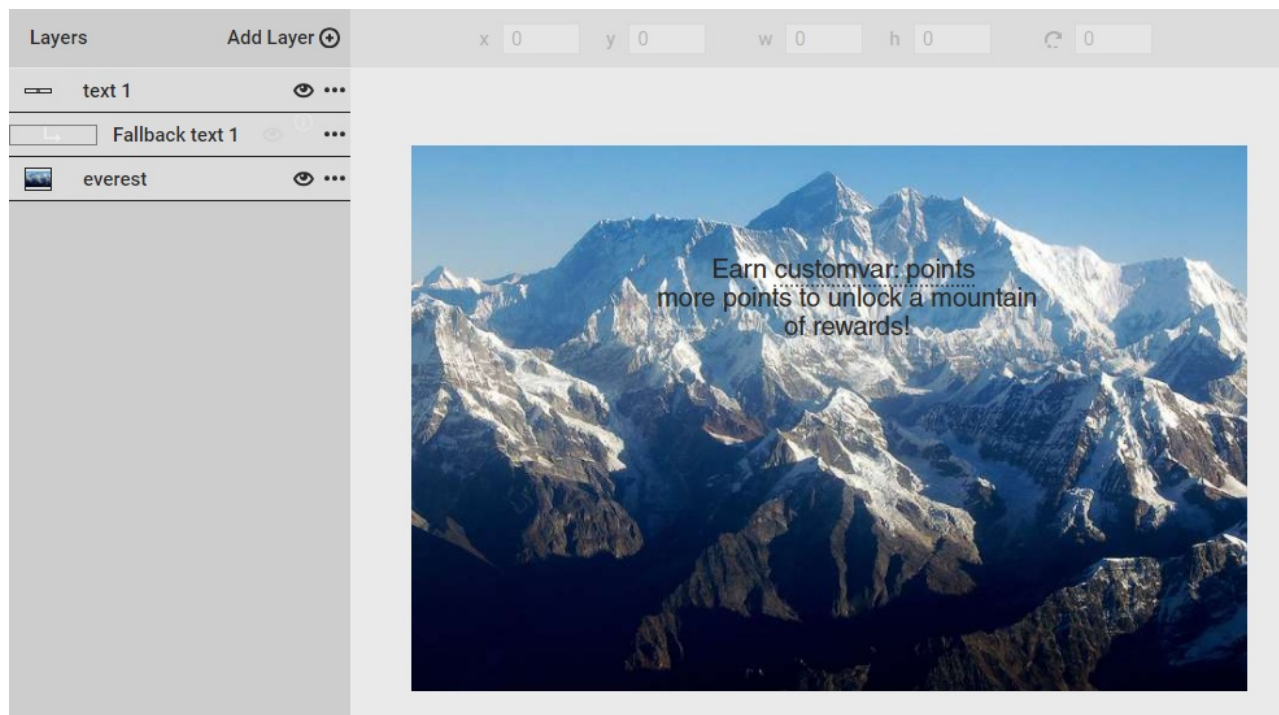 Layers Add Layer
x 0 y 0 w 0 h 0 0
text 1
Fallback text 1
everest
Earn customvar: points
more points to unlock a mountain
of rewards!